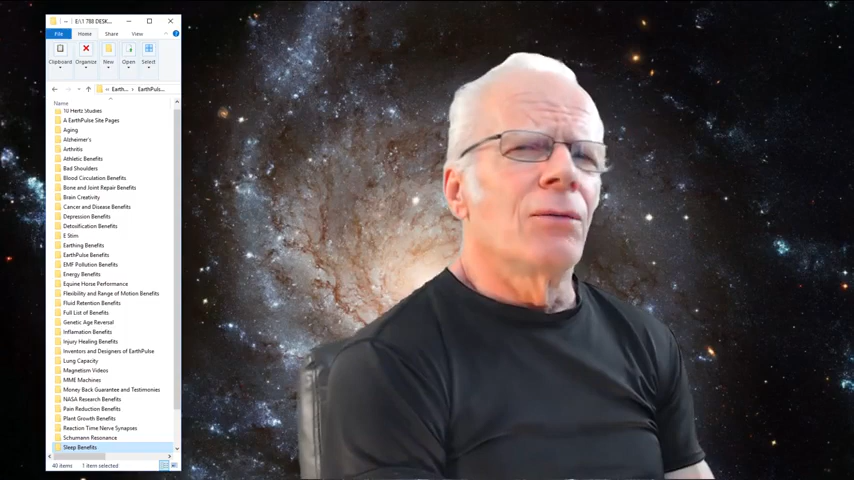 E:\1 788 DESK...
File
Home
Share
View
Clipboard
Organize
New
Open
Select
Earth...
EarthPuls...
Name
10 Hertz Studies
A EarthPulse Site Pages
Aging
Alzheimer's
Arthritis
Athletic Benefits
Bad Shoulders
Blood Circulation Benefits
Bone and Joint Repair Benefits
Brain Creativity
Cancer and Disease Benefits
Depression Benefits
Detoxification Benefits
E Stim
Earthing Benefits
EarthPulse Benefits
EMF Pollution Benefits
Energy Benefits
Equine Horse Performance
Flexibility and Range of Motion Benefits
Fluid Retention Benefits
Full List of Benefits
Genetic Age Reversal
Inflamation Benefits
Injury Healing Benefits
Inventors and Designers of EarthPulse
Lung Capacity
Magnetism Videos
MME Machines
Money Back Guarantee and Testimonies
NASA Research Benefits
Pain Reduction Benefits
Plant Growth Benefits
Reaction Time Nerve Synapses
Schumann Resonance
Sleep Benefits
40 items
1 item selected